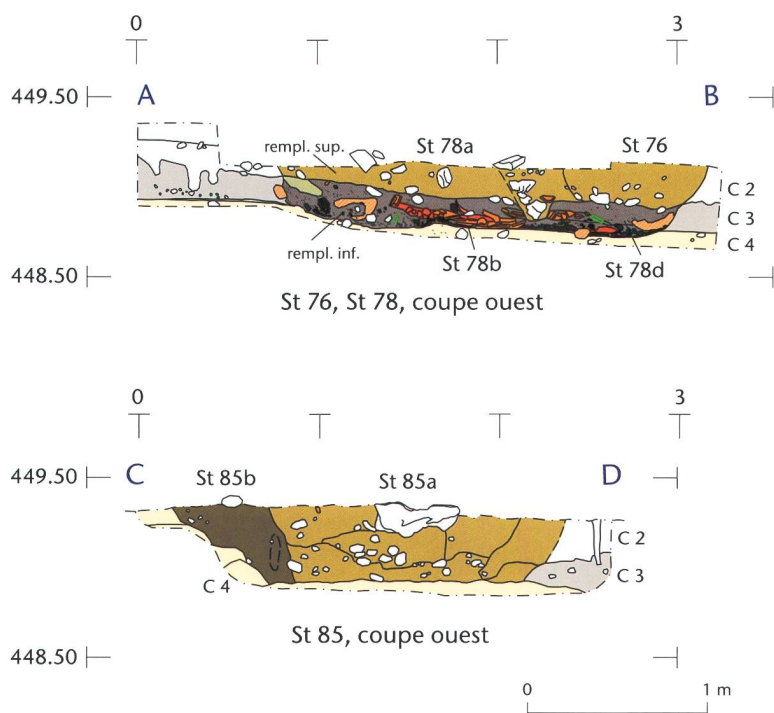 0 3
449.50 A B
St 78a St 76
rempl. sup.
C 2
C 3
C 4
rempl. inf.
St 78b St 78d
448.50
St 76, St 78, coupe ouest
0 3
449.50 C D
St 85b St 85a
C 2
C 3
C 4
St 85, coupe ouest
448.50
0 1 m